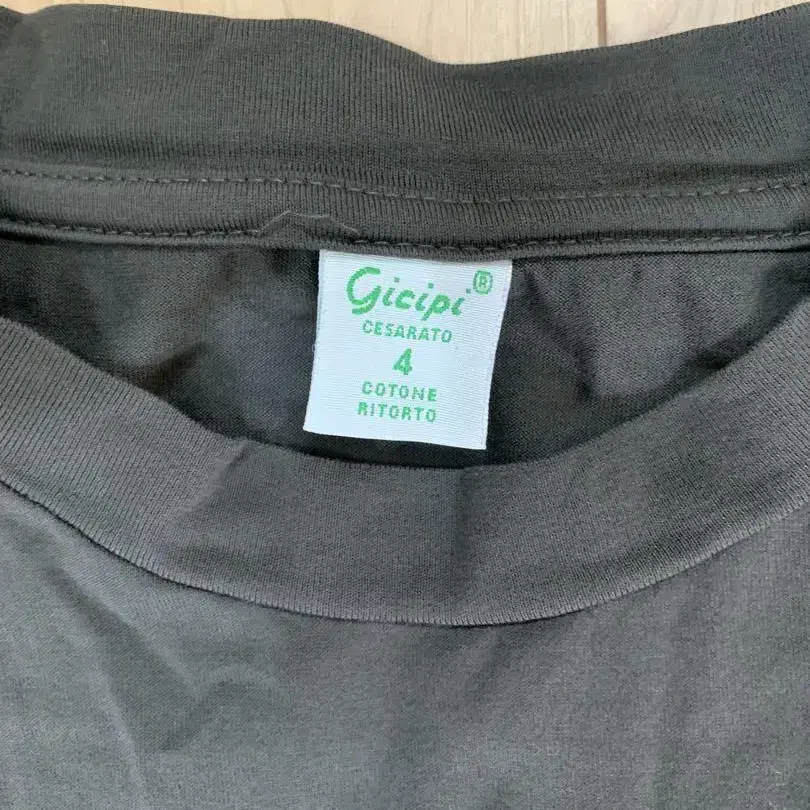 Gicipi®
CESARATO
4
COTONE
RITORTO